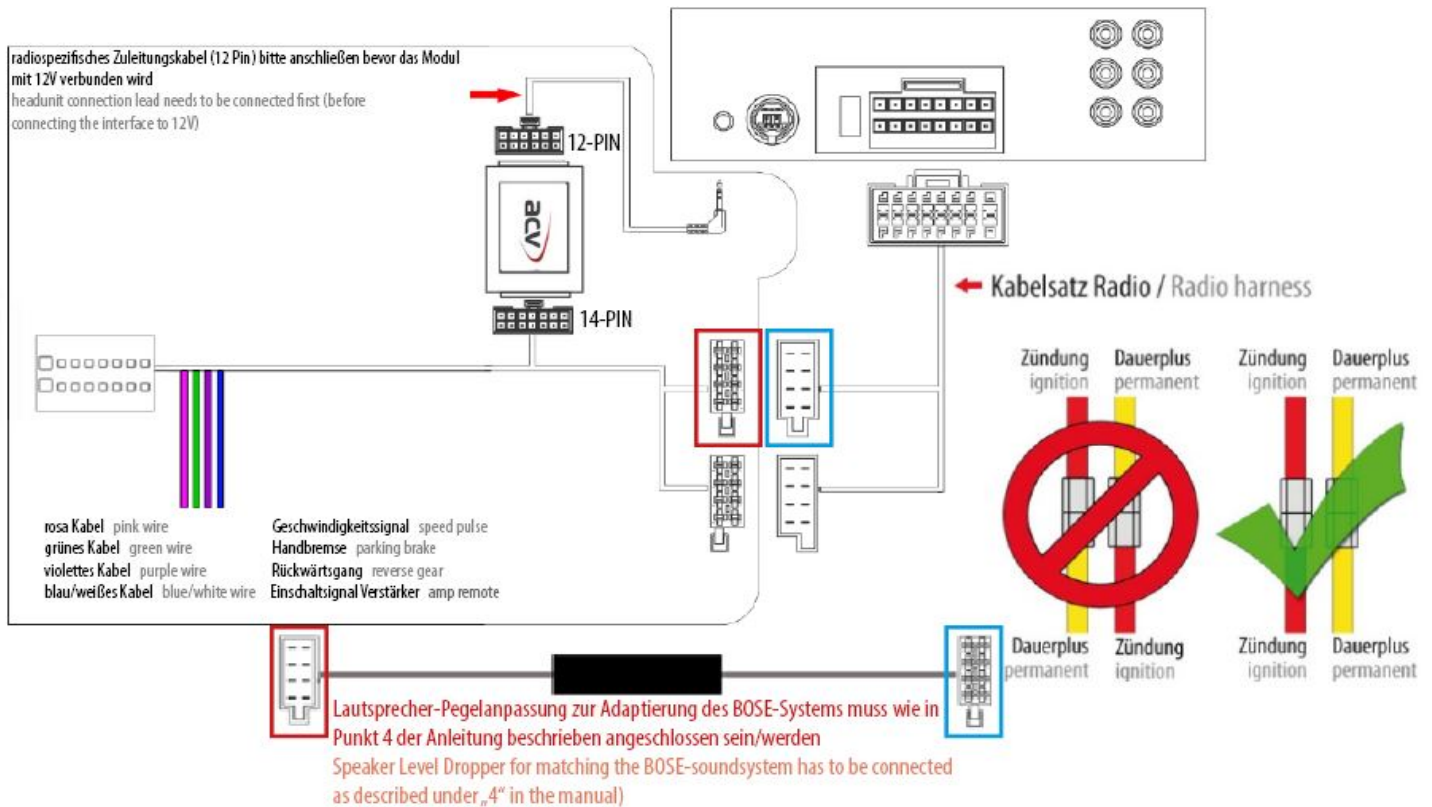 radiospezifisches Zuleitungskabel (12 Pin) bitte anschließen bevor das Modul
mit 12V verbunden wird
headunit connection lead needs to be connected first (before
connecting the interface to 12V)
12-PIN
acv
14-PIN
Kabelsatz Radio / Radio harness
Zündung Dauerplus Zündung Dauerplus
ignition permanent ignition permanent
rosa Kabel pink wire Geschwindigkeitssignal speed pulse
grünes Kabel green wire Handbremse parking brake
violettes Kabel purple wire Rückwärtsgang reverse gear
blau/weißes Kabel blue/white wire Einschaltsignal Verstärker amp remote
Dauerplus Zündung Zündung Dauerplus
permanent ignition ignition permanent
Lautsprecher-Pegelanpassung zur Adaptierung des BOSE-Systems muss wie in
Punkt 4 der Anleitung beschrieben angeschlossen sein/werden
Speaker Level Dropper for matching the BOSE-soundsystem has to be connected
as described under „4“ in the manual)